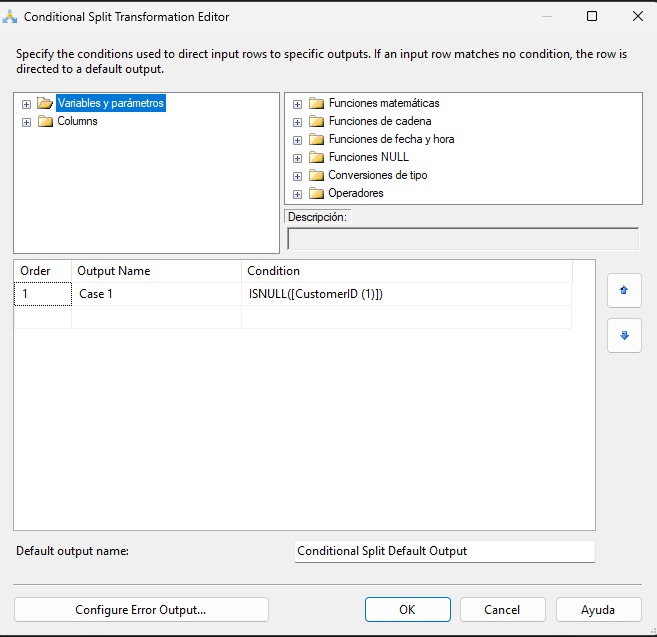 Conditional Split Transformation Editor
Specify the conditions used to direct input rows to specific outputs. If an input row matches no condition, the row is
directed to a default output.
Variables y parámetros
Columns
Funciones matemáticas
Funciones de cadena
Funciones de fecha y hora
Funciones NULL
Conversiones de tipo
Operadores
Descripción:
Order Output Name Condition
1 Case 1 ISNULL([CustomerID (1)])
Default output name: Conditional Split Default Output
Configure Error Output... OK Cancel Ayuda